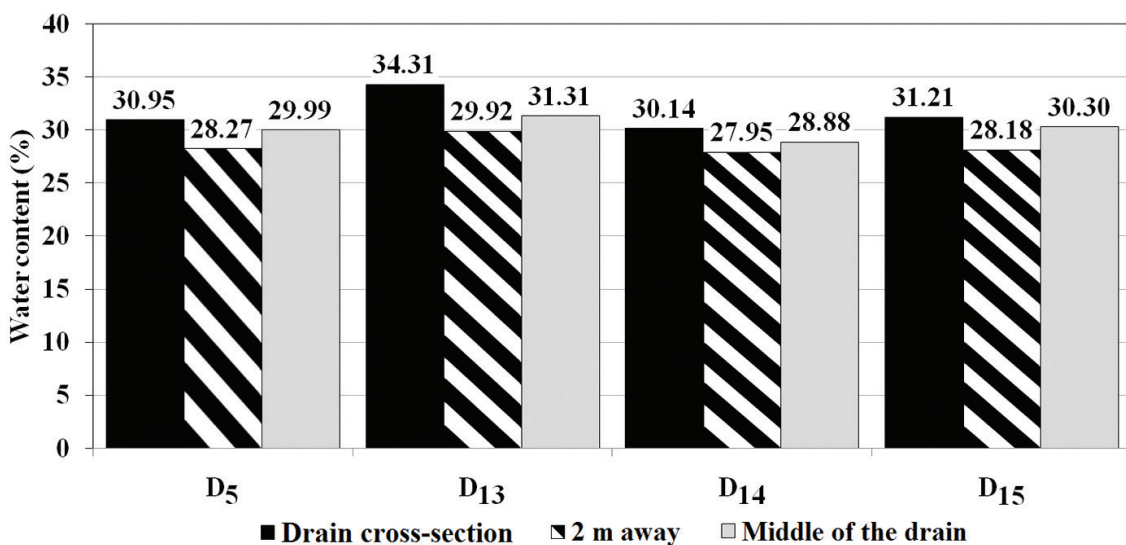 Water content (%)
40
35
30
25
20
15
10
5
0
30.95
28.27
29.99
34.31
29.92
31.31
30.14
27.95
28.88
31.21
28.18
30.30
D5
D13
D14
D15
Drain cross-section
2 m away
Middle of the drain